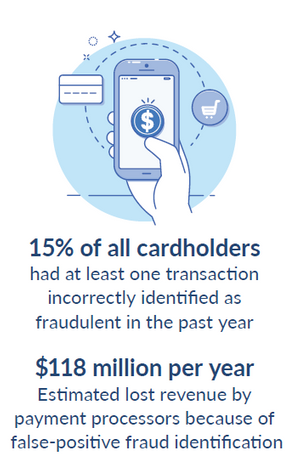 $
15% of all cardholders
had at least one transaction
incorrectly identified as
fraudulent in the past year
$118 million per year
Estimated lost revenue by
payment processors because of
false-positive fraud identification